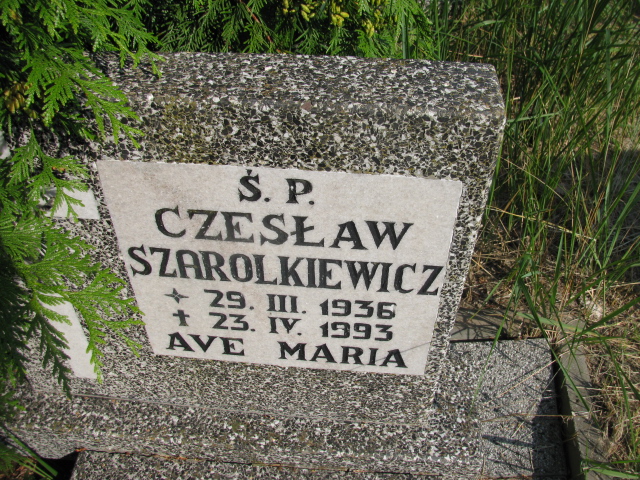 Ś. P.
CZESŁAW
SZAROLKIEWICZ
29. III. 1936
✝ 23. IV. 1993
AVE MARIA